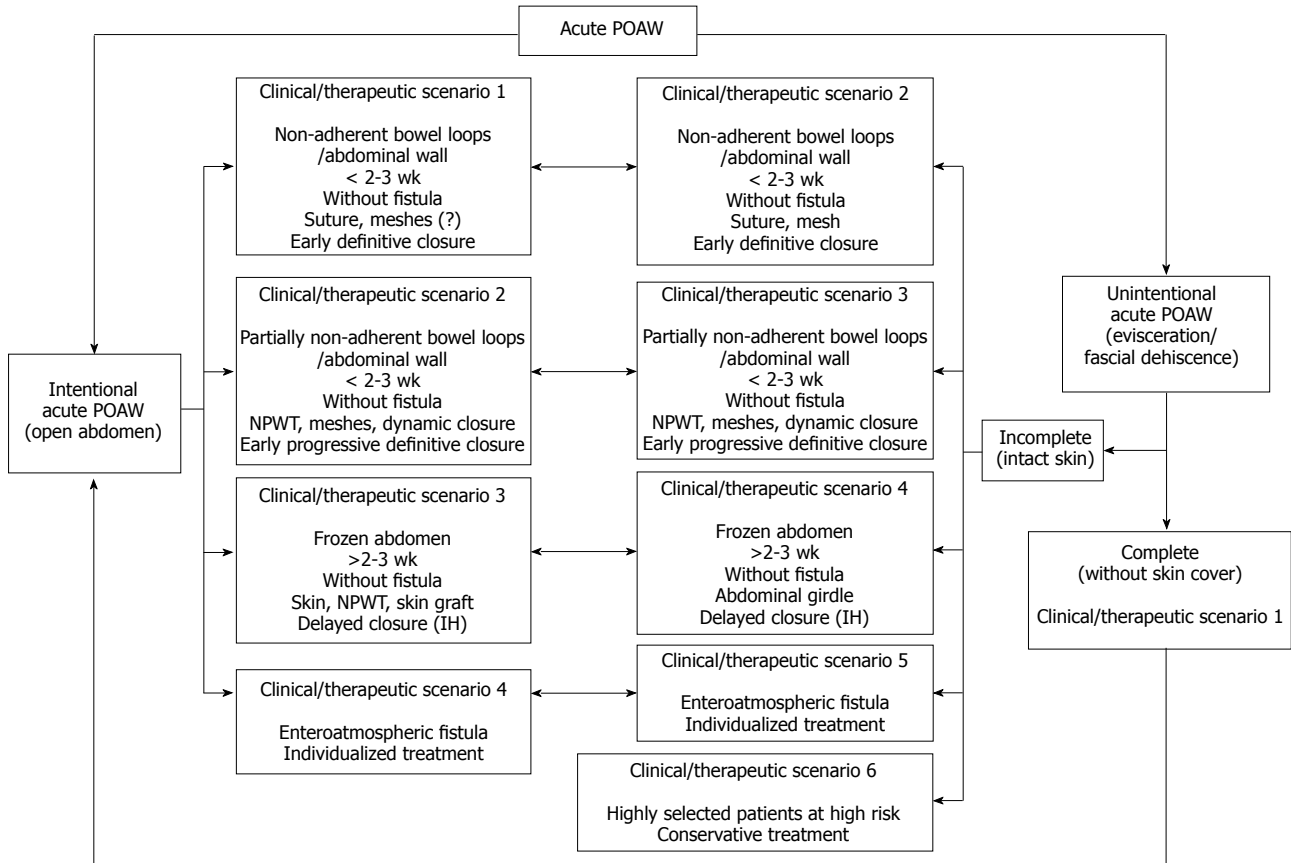 Acute POAW
Clinical/therapeutic scenario 1
Non-adherent bowel loops
/abdominal wall
< 2-3 wk
Without fistula
Suture, meshes (?)
Early definitive closure
Clinical/therapeutic scenario 2
Non-adherent bowel loops
/abdominal wall
< 2-3 wk
Without fistula
Suture, mesh
Early definitive closure
Clinical/therapeutic scenario 2
Partially non-adherent bowel loops
/abdominal wall
< 2-3 wk
Without fistula
NPWT, meshes, dynamic closure
Early progressive definitive closure
Clinical/therapeutic scenario 3
Partially non-adherent bowel loops
/abdominal wall
< 2-3 wk
Without fistula
NPWT, meshes, dynamic closure
Early progressive definitive closure
Unintentional
acute POAW
(evisceration/
fascial dehiscence)
Intentional
acute POAW
(open abdomen)
Incomplete
(intact skin)
Clinical/therapeutic scenario 3
Frozen abdomen
>2-3 wk
Without fistula
Skin, NPWT, skin graft
Delayed closure (IH)
Clinical/therapeutic scenario 4
Frozen abdomen
>2-3 wk
Without fistula
Abdominal girdle
Delayed closure (IH)
Complete
(without skin cover)
Clinical/therapeutic scenario 1
Clinical/therapeutic scenario 4
Enteroatmospheric fistula
Individualized treatment
Clinical/therapeutic scenario 5
Enteroatmospheric fistula
Individualized treatment
Clinical/therapeutic scenario 6
Highly selected patients at high risk
Conservative treatment